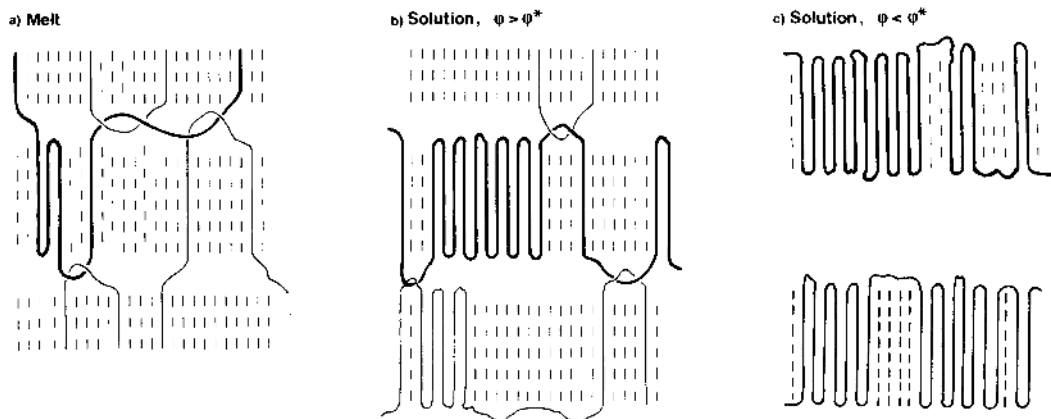 a) Melt
b) Solution, φ > φ*
c) Solution, φ < φ*